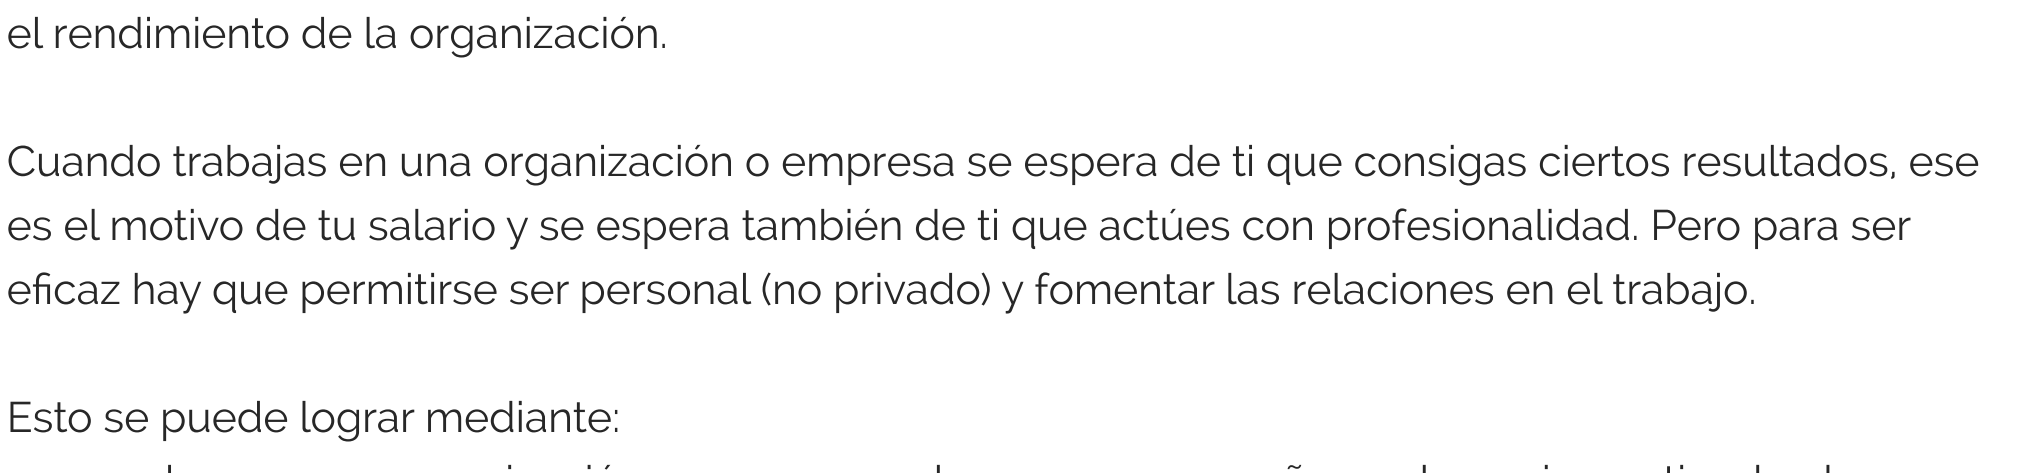 el rendimiento de la organización.
Cuando trabajas en una organización o empresa se espera de ti que consigas ciertos resultados, ese
es el motivo de tu salario y se espera también de ti que actúes con profesionalidad. Pero para ser
eficaz hay que permitirse ser personal (no privado) y fomentar las relaciones en el trabajo.
Esto se puede lograr mediante: